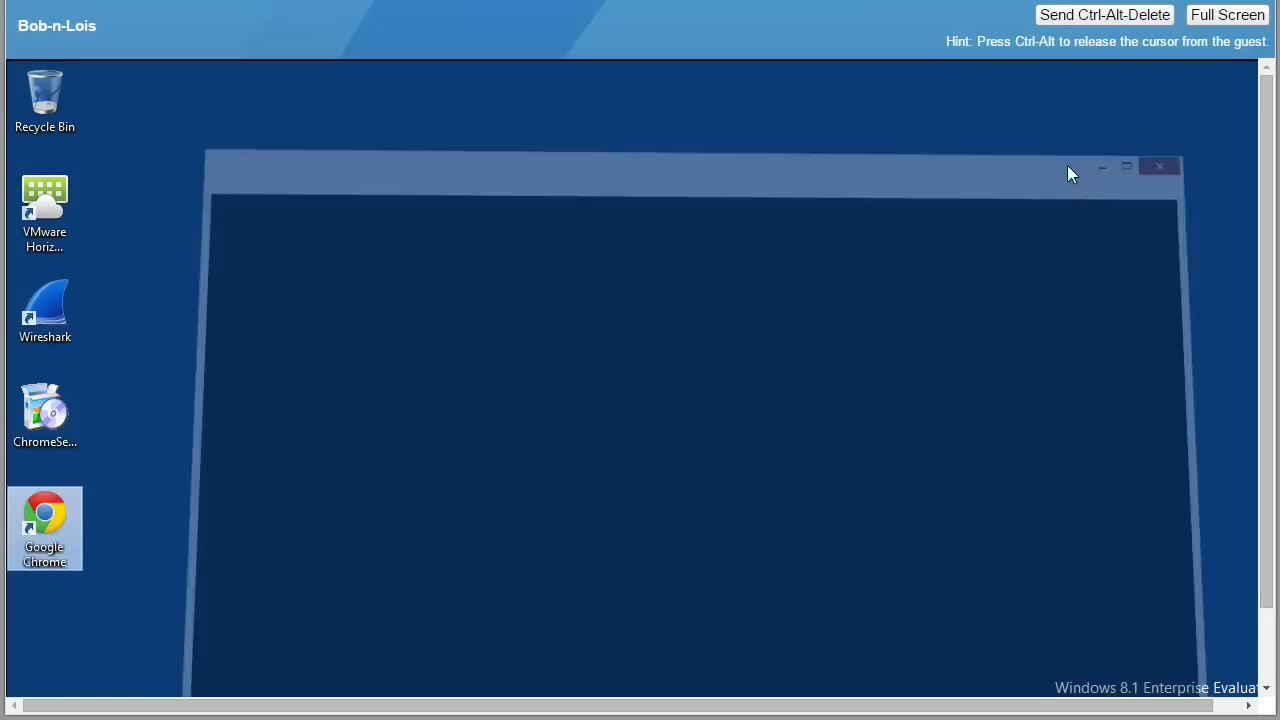 Bob-n-Lois
Send Ctrl-Alt-Delete
Full Screen
Hint: Press Ctrl-Alt to release the cursor from the guest.
Recycle Bin
VMware
Horiz...
Wireshark
ChromeSe...
Google
Chrome
Windows 8.1 Enterprise Evaluat